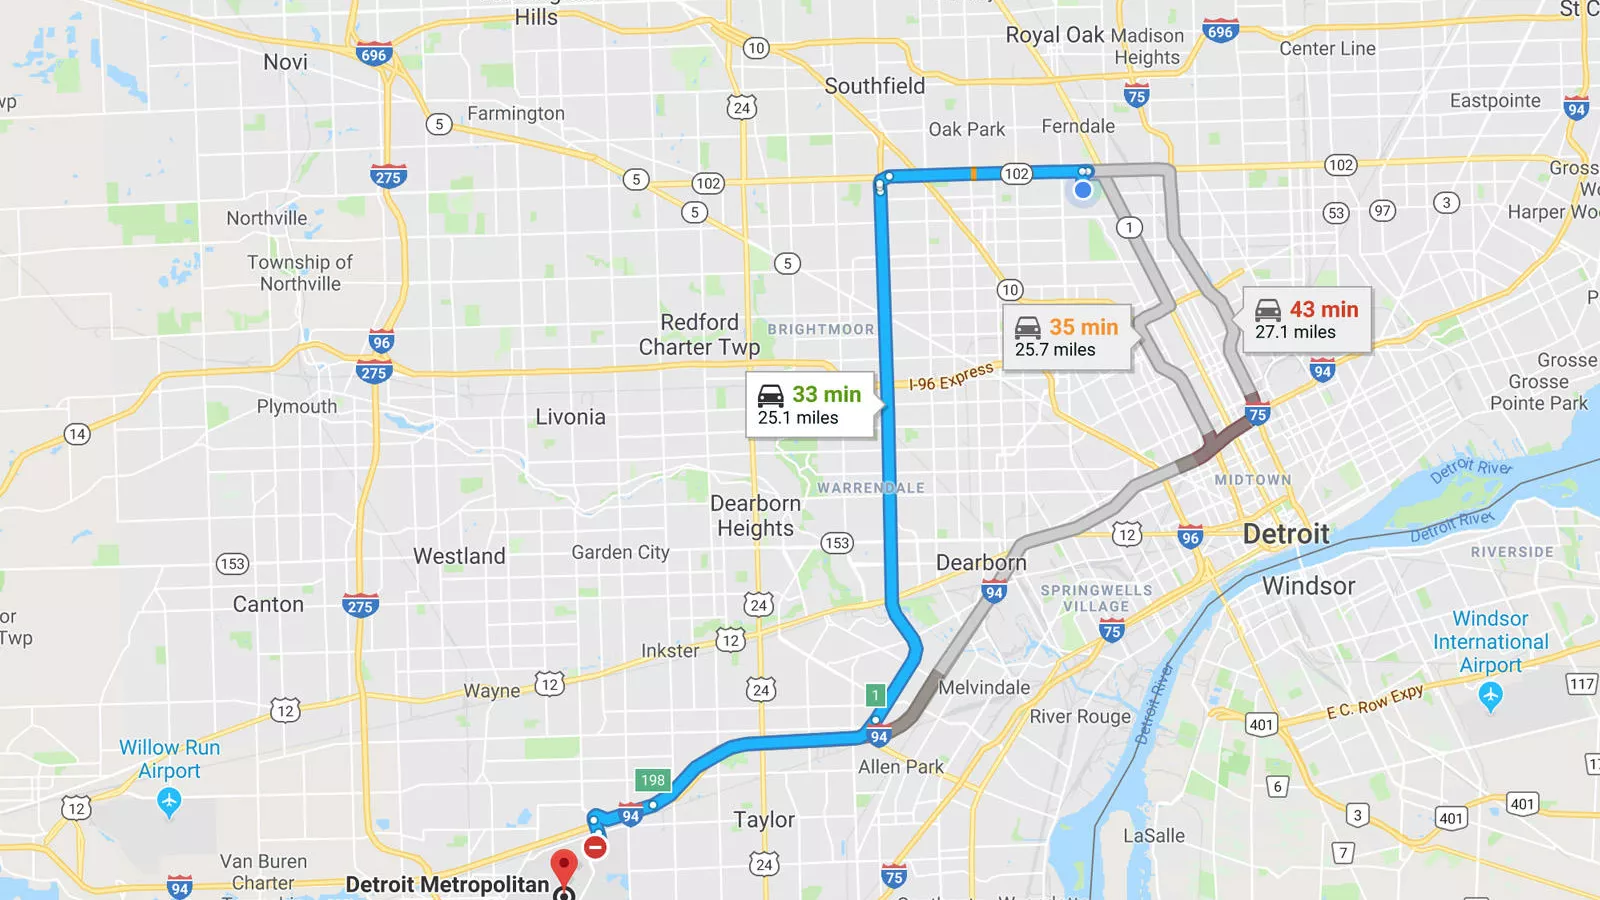 Hills
Royal Oak
Madison
Heights
696
Center Line
St C
Novi
696
10
Southfield
75
Eastpointe
94
wp
Farmington
5
24
Oak Park
Ferndale
275
5
102
102
102
Gross
Northville
5
1
53
97
3
Harper Woo
Township of
Northville
5
10
Redford
Charter Twp
BRIGHTMOOR
35 min
25.7 miles
43 min
27.1 miles
96
275
I-96 Express
94
Grosse
Grosse
Pointe Park
33 min
25.1 miles
Plymouth
Livonia
75
14
WARRENDALE
MIDTOWN
Detroit River
Dearborn
Heights
153
12
96
Detroit
Detroit River
RIVERSIDE
Westland
Garden City
153
Dearborn
94
SPRINGWELLS
VILLAGE
Windsor
Canton
275
24
75
or
Twp
12
Inkster
Windsor
International
Airport
Wayne
12
24
1
Melvindale
117
12
River Rouge
Detroit River
401
E C. Row Expy
Willow Run
Airport
94
Allen Park
198
6
12
94
Taylor
3
401
401
LaSalle
7
Van Buren
Charter
24
75
94
Detroit Metropolitan